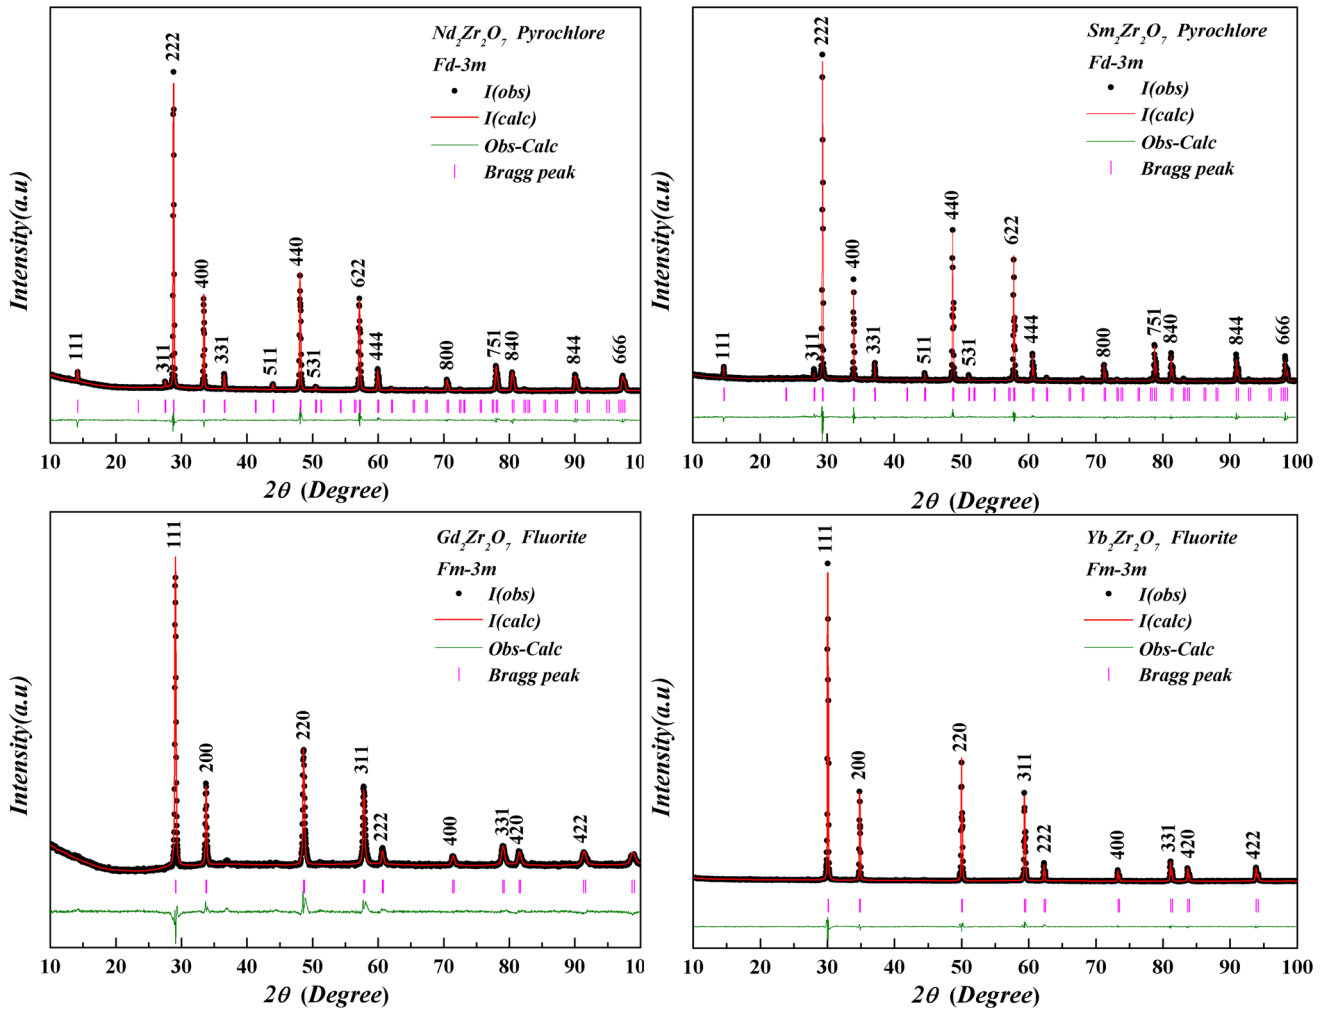 Nd2Zr2O7 Pyrochlore
Fd-3m
I(obs)
I(calc)
Obs-Calc
Bragg peak
222
111
311
400
331
511
440
531
622
444
800
751
840
844
666
Intensity(a.u)
10 20 30 40 50 60 70 80 90 10
2θ (Degree)
Sm2Zr2O7 Pyrochlore
Fd-3m
I(obs)
I(calc)
Obs-Calc
Bragg peak
222
111
311
400
331
511
440
531
622
444
800
751
840
844
666
Intensity(a.u)
10 20 30 40 50 60 70 80 90 100
2θ (Degree)
Gd2Zr2O7 Fluorite
Fm-3m
I(obs)
I(calc)
Obs-Calc
Bragg peak
111
200
220
311
222
400
331
420
422
Intensity(a.u)
10 20 30 40 50 60 70 80 90 10
2θ (Degree)
Yb2Zr2O7 Fluorite
Fm-3m
I(obs)
I(calc)
Obs-Calc
Bragg peak
111
200
220
311
222
400
331
420
422
Intensity(a.u)
10 20 30 40 50 60 70 80 90 100
2θ (Degree)